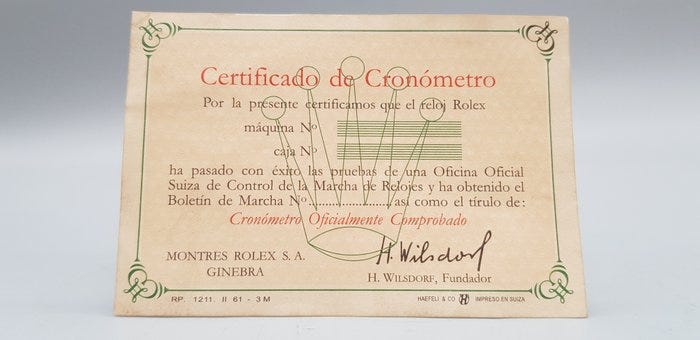 Certificado de Cronómetro
Por la presente certificamos que el reloj Rolex
máquina Nº
caja Nº
ha pasado con éxito las pruebas de una Oficina Oficial
Suiza de Control de la Marcha de Relojes y ha obtenido el
Boletín de Marcha Nº ........................ así como el título de:
Cronómetro Oficialmente Comprobado
MONTRES ROLEX S. A.
GINEBRA
H. Wilsdorf
H. WILSDORF, Fundador
RP. 1211. II 61 - 3 M
HAEFELI & CO H IMPRESO EN SUIZA